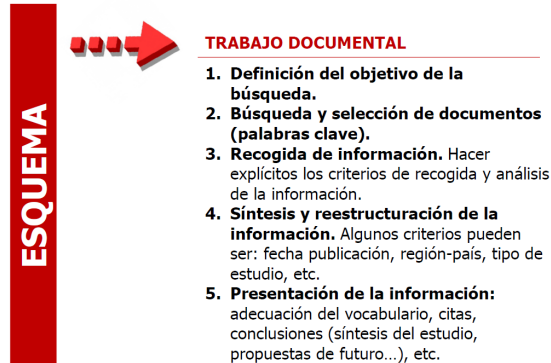 ESQUEMA
TRABAJO DOCUMENTAL
1. Definición del objetivo de la
búsqueda.
2. Búsqueda y selección de documentos
(palabras clave).
3. Recogida de información. Hacer
explícitos los criterios de recogida y análisis
de la información.
4. Síntesis y reestructuración de la
información. Algunos criterios pueden
ser: fecha publicación, región-país, tipo de
estudio, etc.
5. Presentación de la información:
adecuación del vocabulario, citas,
conclusiones (síntesis del estudio,
propuestas de futuro…), etc.